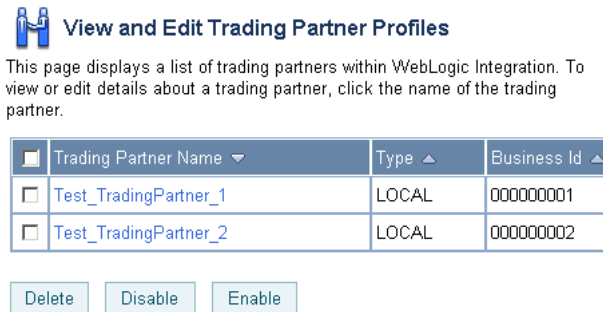 View and Edit Trading Partner Profiles
This page displays a list of trading partners within WebLogic Integration. To
view or edit details about a trading partner, click the name of the trading
partner.
Trading Partner Name Type Business Id
Test_TradingPartner_1 LOCAL 000000001
Test_TradingPartner_2 LOCAL 000000002
Delete Disable Enable